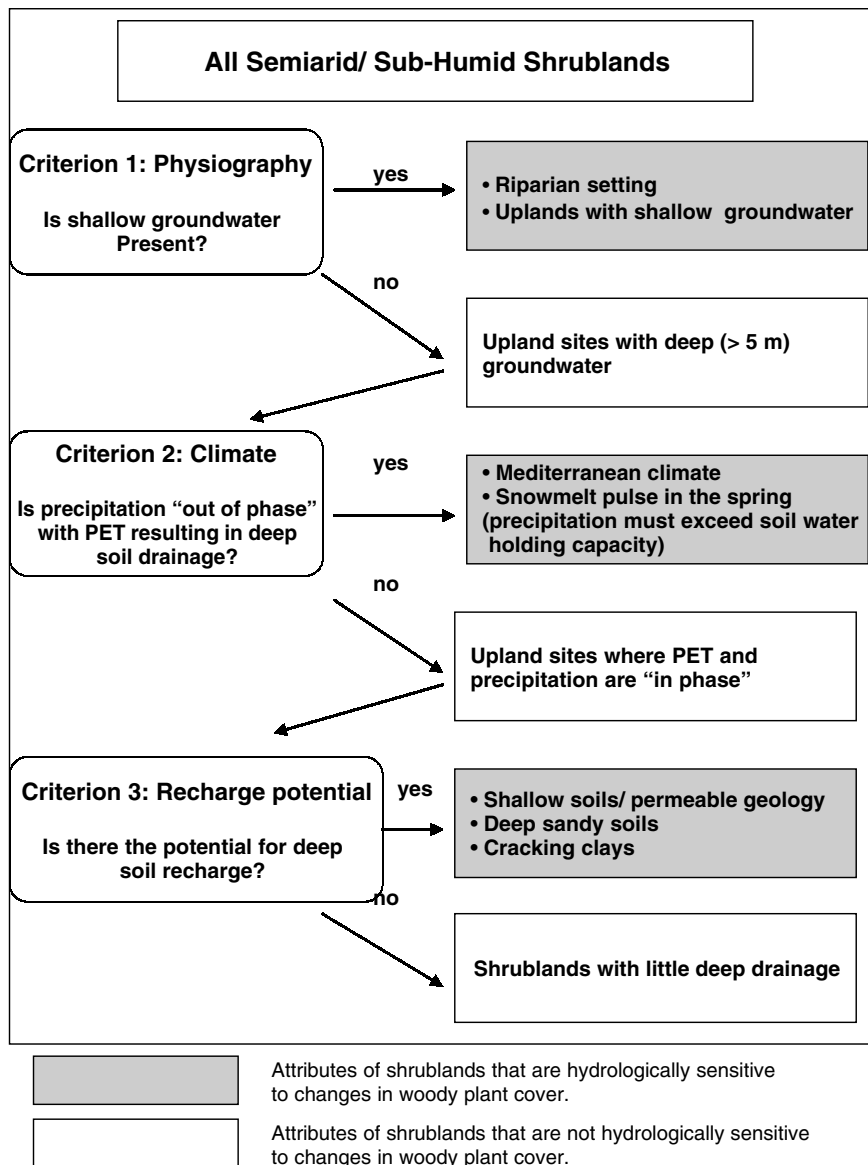 All Semiarid/ Sub-Humid Shrublands
Criterion 1: Physiography
Is shallow groundwater
Present?
yes
• Riparian setting
• Uplands with shallow groundwater
no
Upland sites with deep (> 5 m)
groundwater
Criterion 2: Climate
Is precipitation “out of phase”
with PET resulting in deep
soil drainage?
yes
• Mediterranean climate
• Snowmelt pulse in the spring
(precipitation must exceed soil water
holding capacity)
no
Upland sites where PET and
precipitation are “in phase”
Criterion 3: Recharge potential
Is there the potential for deep
soil recharge?
yes
• Shallow soils/ permeable geology
• Deep sandy soils
• Cracking clays
no
Shrublands with little deep drainage
Attributes of shrublands that are hydrologically sensitive
to changes in woody plant cover.
Attributes of shrublands that are not hydrologically sensitive
to changes in woody plant cover.